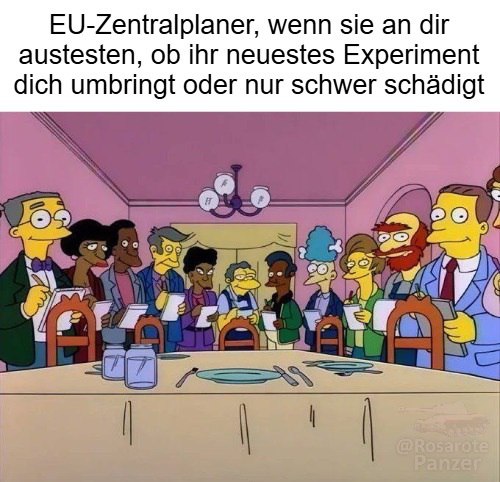 EU-Zentralplaner, wenn sie an dir
austesten, ob ihr neuestes Experiment
dich umbringt oder nur schwer schädigt
@Rosarote
Panzer